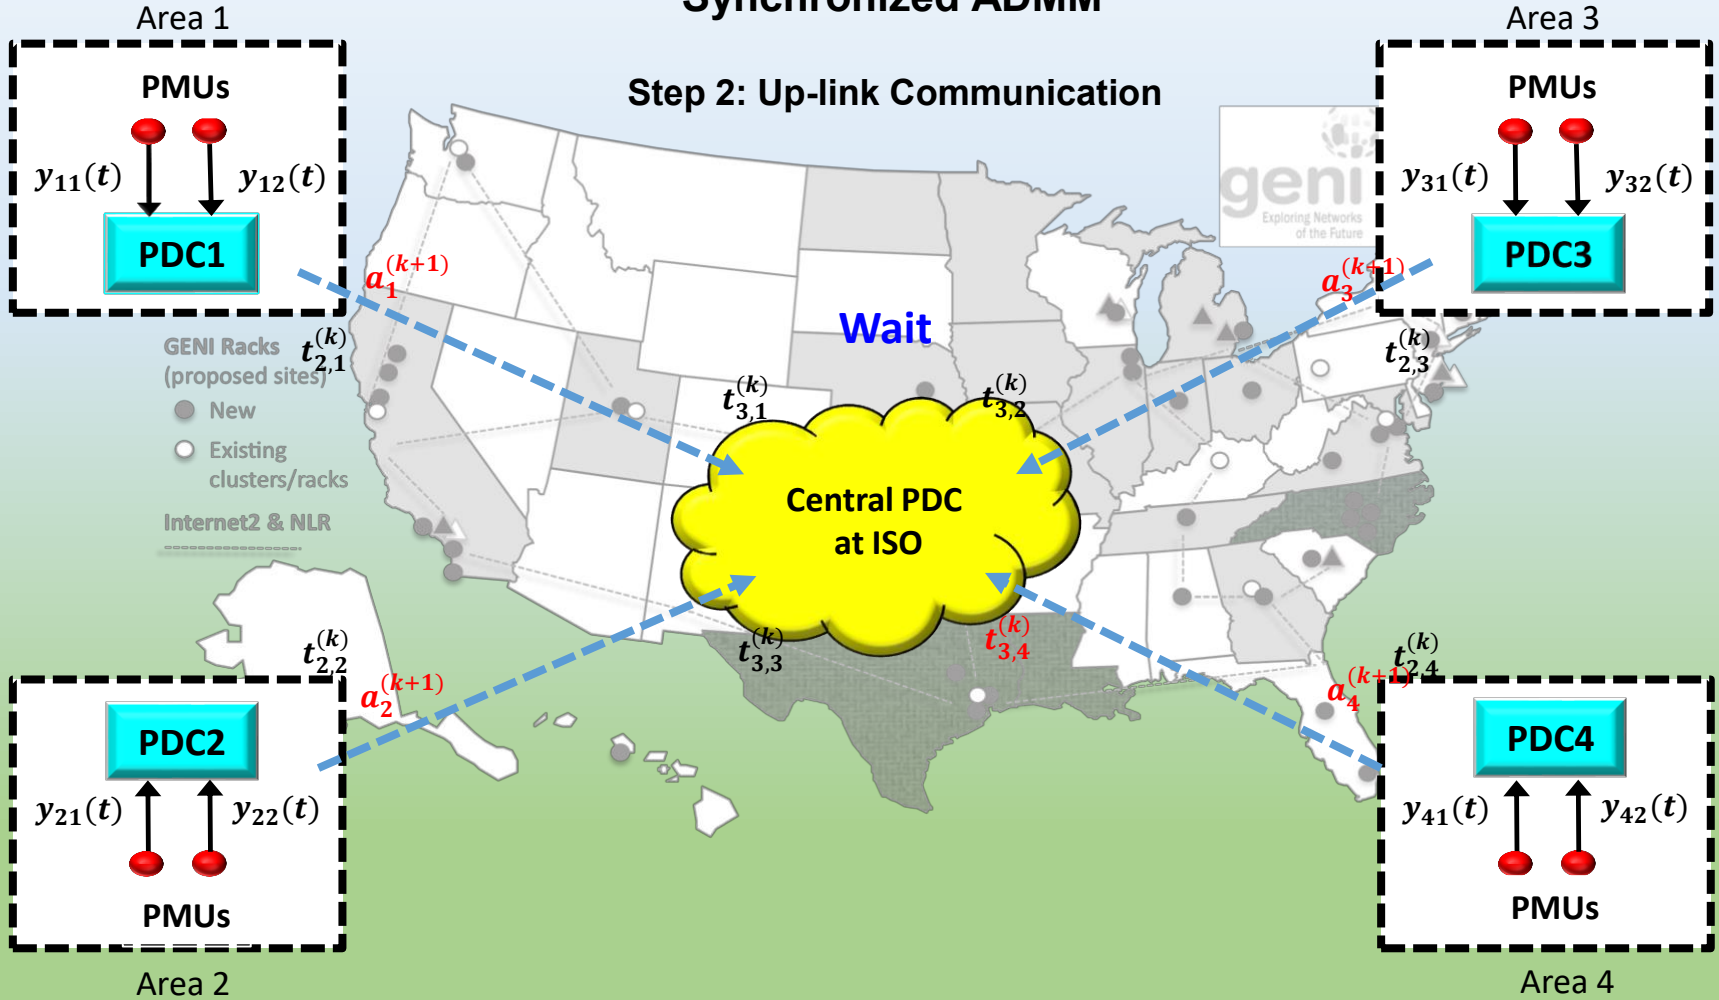 Synchronized ADMM
Step 2: Up-link Communication
Area 1
PMUs
y₁₁(t)
y₁₂(t)
PDC1
a₁^(k+1)
t₂,₁^(k)
Area 3
PMUs
y₃₁(t)
y₃₂(t)
PDC3
a₃^(k+1)
t₂,₃^(k)
geni
Exploring Networks
of the Future
Wait
GENI Racks
(proposed sites)
New
Existing
clusters/racks
Internet2 & NLR
t₃,₁^(k)
t₃,₂^(k)
Central PDC
at ISO
t₃,₃^(k)
t₃,₄^(k)
t₂,₂^(k)
a₂^(k+1)
PDC2
y₂₁(t)
y₂₂(t)
PMUs
Area 2
t₂,₄^(k)
a₄^(k+1)
PDC4
y₄₁(t)
y₄₂(t)
PMUs
Area 4